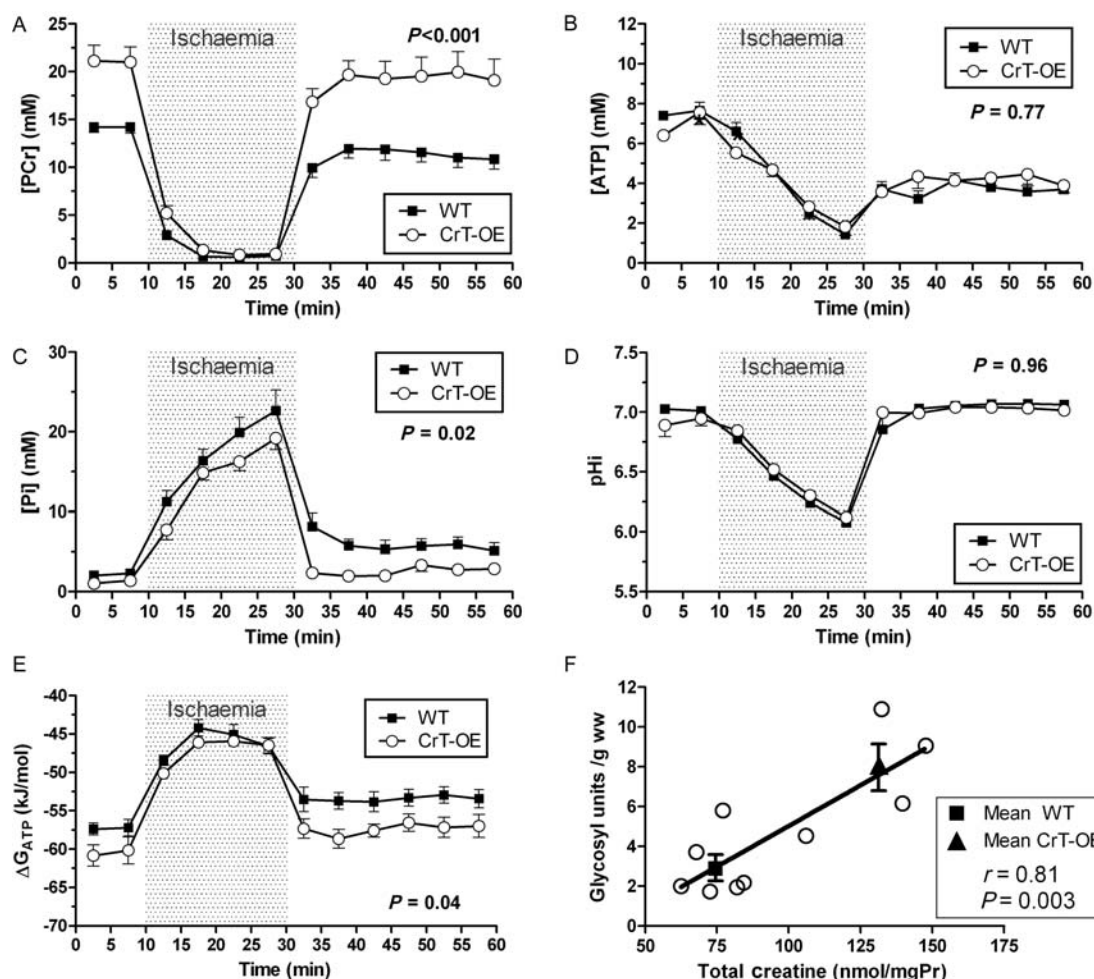 A
[PCr] (mM)
25
20
15
10
5
0
Ischaemia
P<0.001
WT
CrT-OE
0 5 10 15 20 25 30 35 40 45 50 55 60
Time (min)
B
[ATP] (mM)
12
10
8
6
4
2
0
Ischaemia
WT
CrT-OE
P = 0.77
0 5 10 15 20 25 30 35 40 45 50 55 60
Time (min)
C
[Pi] (mM)
30
20
10
0
Ischaemia
WT
CrT-OE
P = 0.02
0 5 10 15 20 25 30 35 40 45 50 55 60
Time (min)
D
pHi
7.5
7.0
6.5
6.0
5.5
Ischaemia
P = 0.96
WT
CrT-OE
0 5 10 15 20 25 30 35 40 45 50 55 60
Time (min)
E
ΔGATP (kJ/mol)
-40
-45
-50
-55
-60
-65
-70
Ischaemia
WT
CrT-OE
P = 0.04
0 5 10 15 20 25 30 35 40 45 50 55 60
Time (min)
F
Glycosyl units /g ww
12
10
8
6
4
2
0
Mean WT
Mean CrT-OE
r = 0.81
P = 0.003
50 75 100 125 150 175
Total creatine (nmol/mgPr)